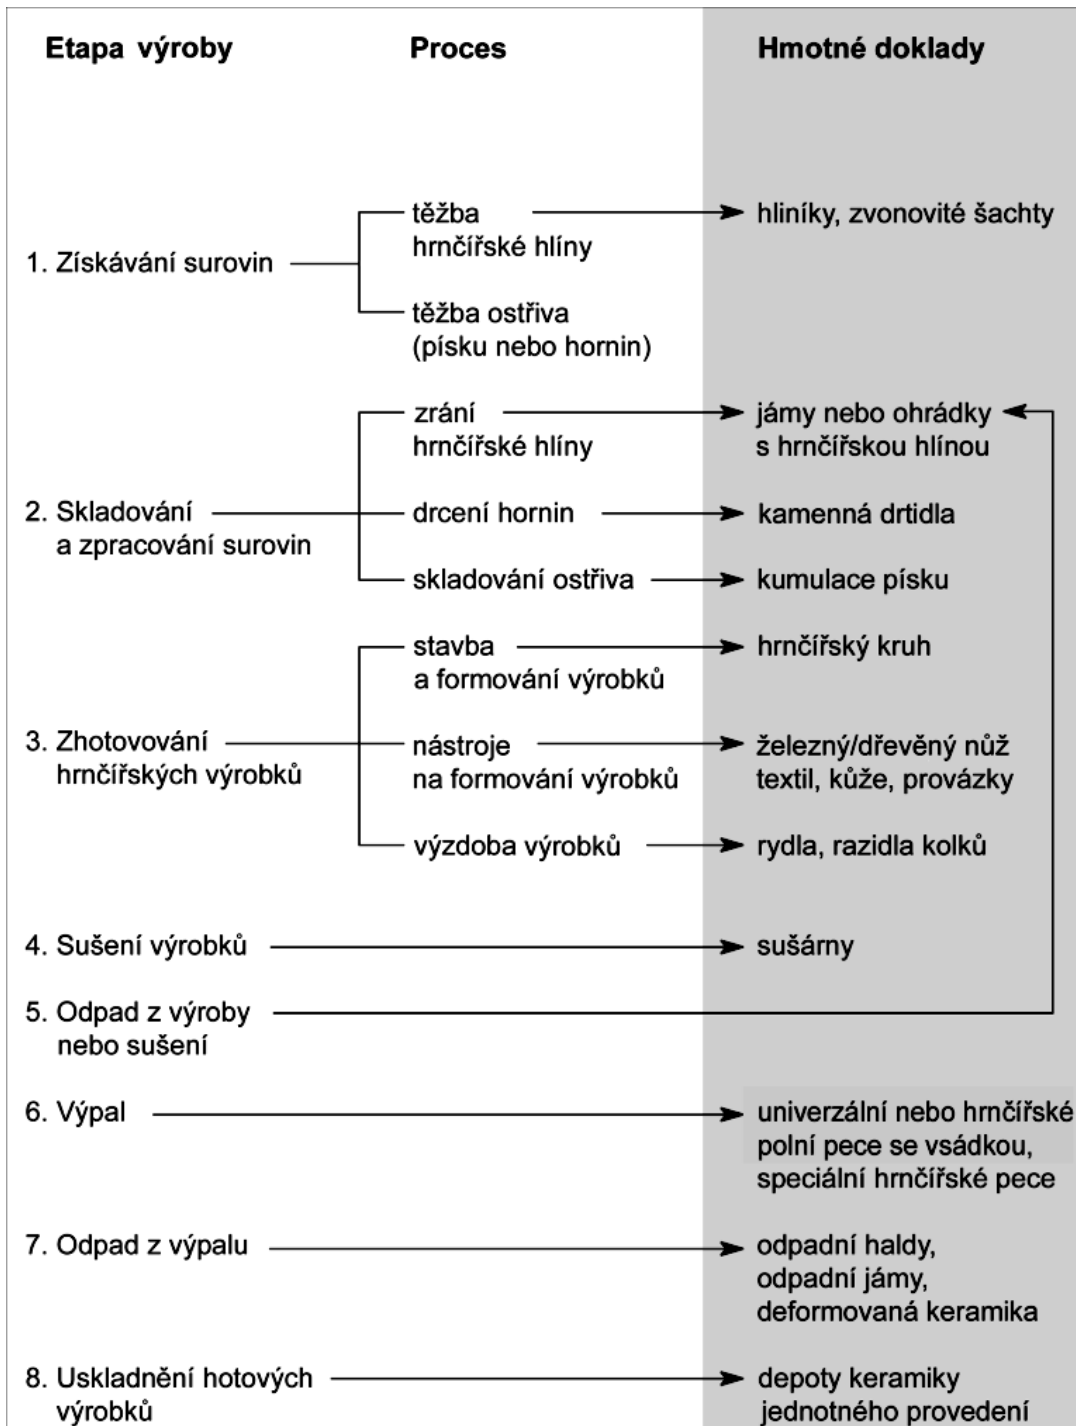 Etapa výroby
Proces
Hmotné doklady
1. Získávání surovin
těžba
hrnčířské hlíny
hliníky, zvonovité šachty
těžba ostřiva
(písku nebo hornin)
2. Skladování
a zpracování surovin
zrání
hrnčířské hlíny
jámy nebo ohrádky
s hrnčířskou hlínou
drcení hornin
kamenná drtidla
skladování ostřiva
kumulace písku
3. Zhotovování
hrnčířských výrobků
stavba
a formování výrobků
hrnčířský kruh
nástroje
na formování výrobků
železný/dřevěný nůž
textil, kůže, provázky
výzdoba výrobků
rydla, razidla kolků
4. Sušení výrobků
sušárny
5. Odpad z výroby
nebo sušení
6. Výpal
univerzální nebo hrnčířské
polní pece se vsádkou,
speciální hrnčířské pece
7. Odpad z výpalu
odpadní haldy,
odpadní jámy,
deformovaná keramika
8. Uskladnění hotových
výrobků
depoty keramiky
jednotného provedení